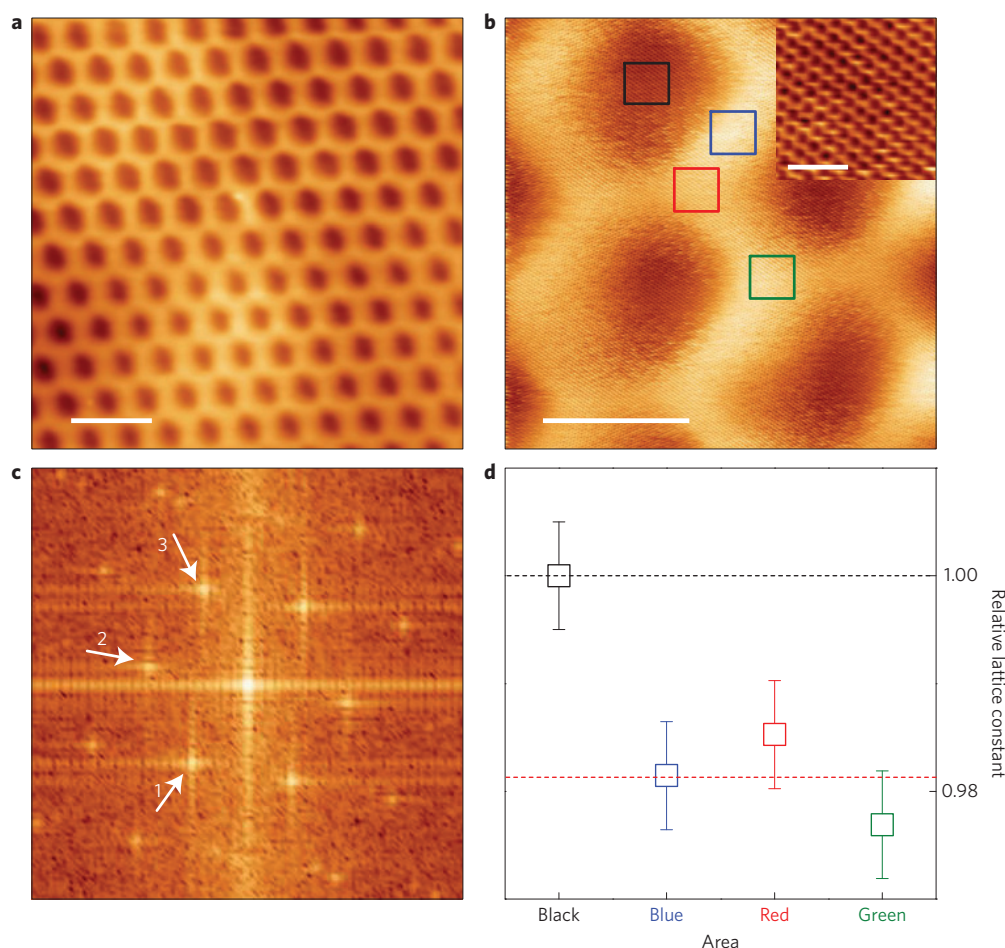 a
b
c
3
2
1
d
1.00
0.98
Relative lattice constant
Black
Blue
Red
Green
Area